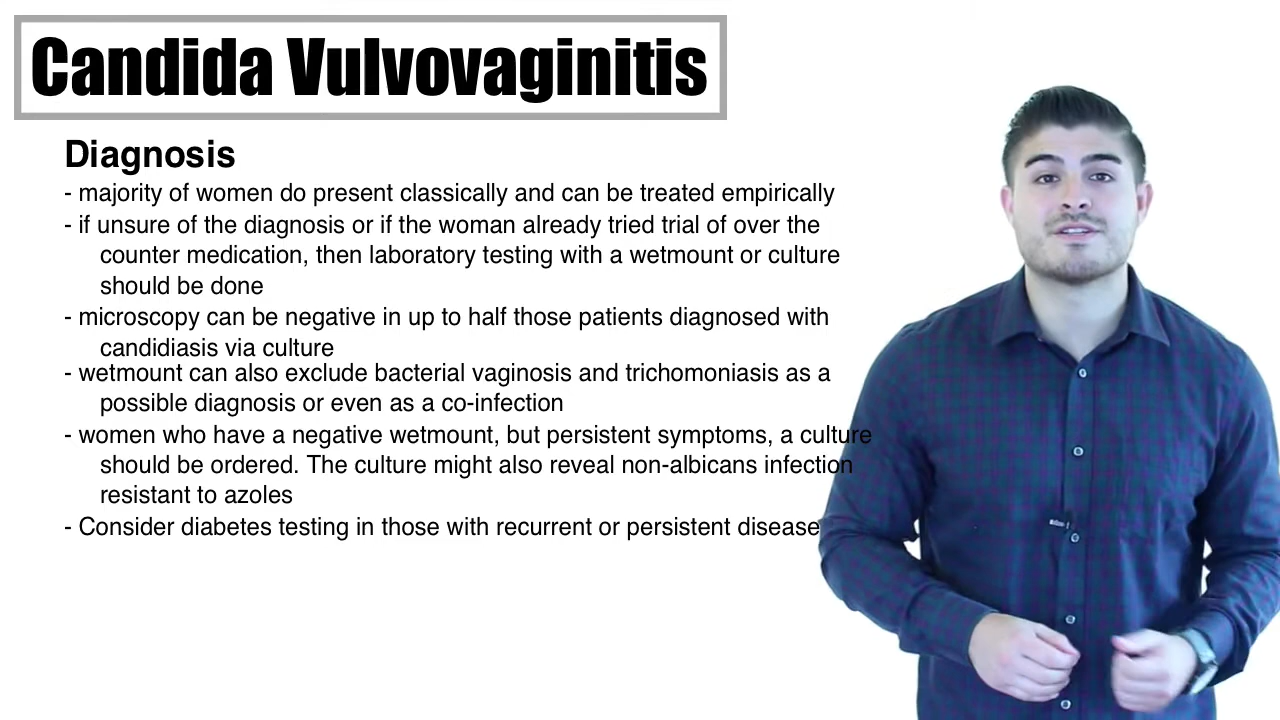 Candida Vulvovaginitis
Diagnosis
- majority of women do present classically and can be treated empirically
- if unsure of the diagnosis or if the woman already tried trial of over the
counter medication, then laboratory testing with a wetmount or culture
should be done
- microscopy can be negative in up to half those patients diagnosed with
candidiasis via culture
- wetmount can also exclude bacterial vaginosis and trichomoniasis as a
possible diagnosis or even as a co-infection
- women who have a negative wetmount, but persistent symptoms, a culture
should be ordered. The culture might also reveal non-albicans infection
resistant to azoles
- Consider diabetes testing in those with recurrent or persistent disease